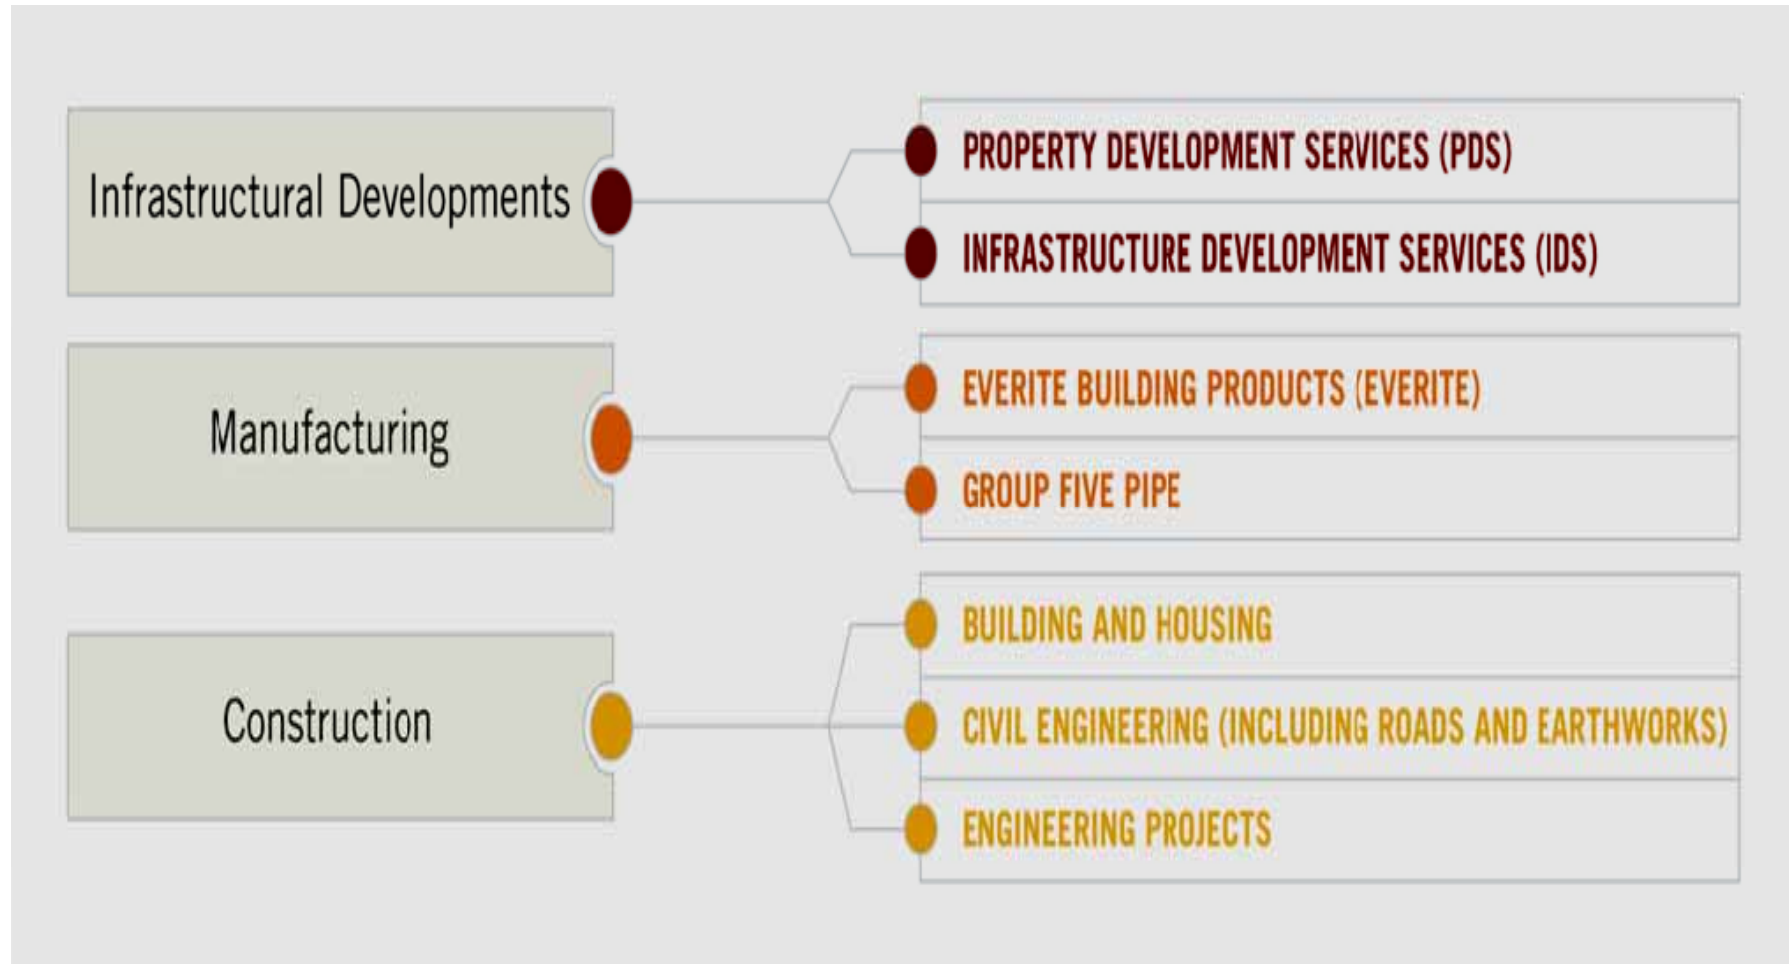 Infrastructural Developments
PROPERTY DEVELOPMENT SERVICES (PDS)
INFRASTRUCTURE DEVELOPMENT SERVICES (IDS)
Manufacturing
EVERITE BUILDING PRODUCTS (EVERITE)
GROUP FIVE PIPE
Construction
BUILDING AND HOUSING
CIVIL ENGINEERING (INCLUDING ROADS AND EARTHWORKS)
ENGINEERING PROJECTS